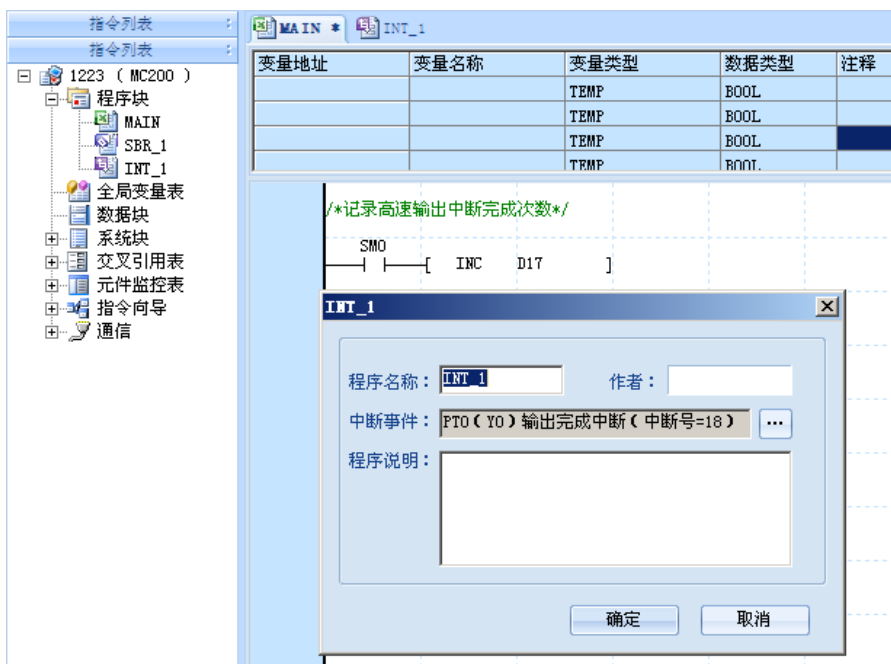 指令列表
指令列表
1223 ( MC200 )
程序块
MAIN
SBR_1
INT_1
全局变量表
数据块
系统块
交叉引用表
元件监控表
指令向导
通信
MAIN * INT_1
变量地址 变量名称 变量类型 数据类型 注释
TEMP BOOL
TEMP BOOL
TEMP BOOL
TEMP BOOL
/*记录高速输出中断完成次数*/
SM0
[ INC D17 ]
INT_1
程序名称： INT_1 作者：
中断事件： PTO(Y0)输出完成中断(中断号=18) ...
程序说明：
确定 取消